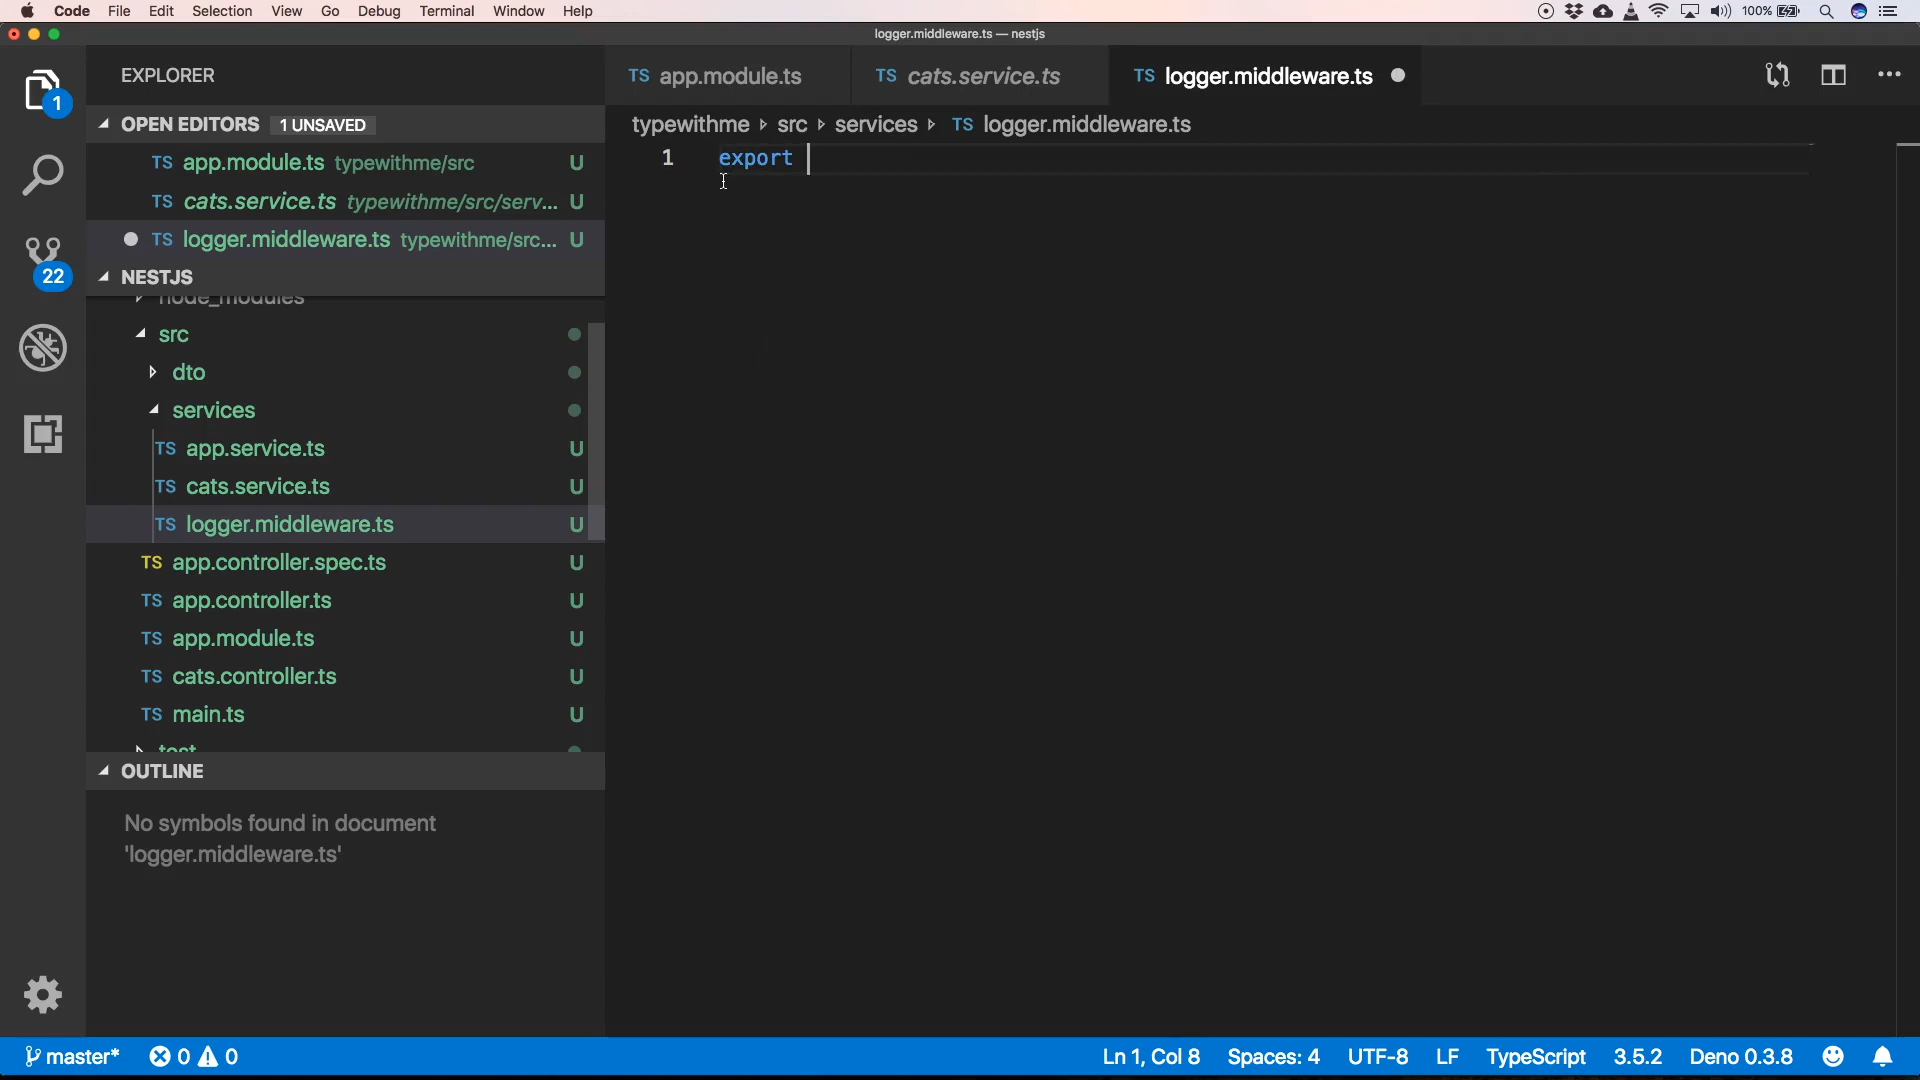 Code File Edit Selection View Go Debug Terminal Window Help 100%
logger.middleware.ts — nestjs
EXPLORER
TS app.module.ts TS cats.service.ts TS logger.middleware.ts
1
OPEN EDITORS 1 UNSAVED
typewithme src services TS logger.middleware.ts
TS app.module.ts typewithme/src U
1 export
TS cats.service.ts typewithme/src/serv... U
TS logger.middleware.ts typewithme/src... U
22
NESTJS
node_modules
src
dto
services
TS app.service.ts U
TS cats.service.ts U
TS logger.middleware.ts U
TS app.controller.spec.ts U
TS app.controller.ts U
TS app.module.ts U
TS cats.controller.ts U
TS main.ts U
test
OUTLINE
No symbols found in document
'logger.middleware.ts'
master* 0 0 Ln 1, Col 8 Spaces: 4 UTF-8 LF TypeScript 3.5.2 Deno 0.3.8